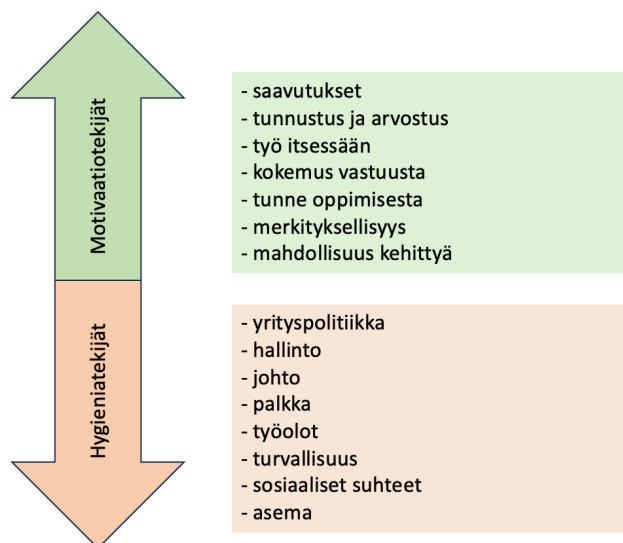 Motivaatiotekijät
- saavutukset
- tunnustus ja arvostus
- työ itsessään
- kokemus vastuusta
- tunne oppimisesta
- merkityksellisyys
- mahdollisuus kehittyä
Hygieniatekijät
- yrityspolitiikka
- hallinto
- johto
- palkka
- työolot
- turvallisuus
- sosiaaliset suhteet
- asema